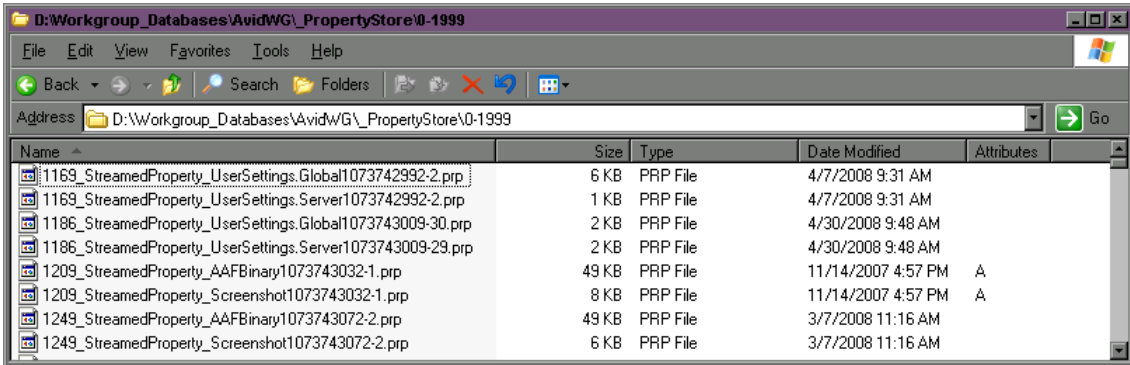 D:\Workgroup_Databases\AvidWG\_PropertyStore\0-1999
File Edit View Favorites Tools Help
Back Search Folders
Address D:\Workgroup_Databases\AvidWG\_PropertyStore\0-1999 Go
Name Size Type Date Modified Attributes
1169_StreamedProperty_UserSettings.Global1073742992-2.prp 6 KB PRP File 4/7/2008 9:31 AM
1169_StreamedProperty_UserSettings.Server1073742992-2.prp 1 KB PRP File 4/7/2008 9:31 AM
1186_StreamedProperty_UserSettings.Global1073743009-30.prp 2 KB PRP File 4/30/2008 9:48 AM
1186_StreamedProperty_UserSettings.Server1073743009-29.prp 2 KB PRP File 4/30/2008 9:48 AM
1209_StreamedProperty_AAFBinary1073743032-1.prp 49 KB PRP File 11/14/2007 4:57 PM A
1209_StreamedProperty_Screenshot1073743032-1.prp 8 KB PRP File 11/14/2007 4:57 PM A
1249_StreamedProperty_AAFBinary1073743072-2.prp 49 KB PRP File 3/7/2008 11:16 AM
1249_StreamedProperty_Screenshot1073743072-2.prp 6 KB PRP File 3/7/2008 11:16 AM